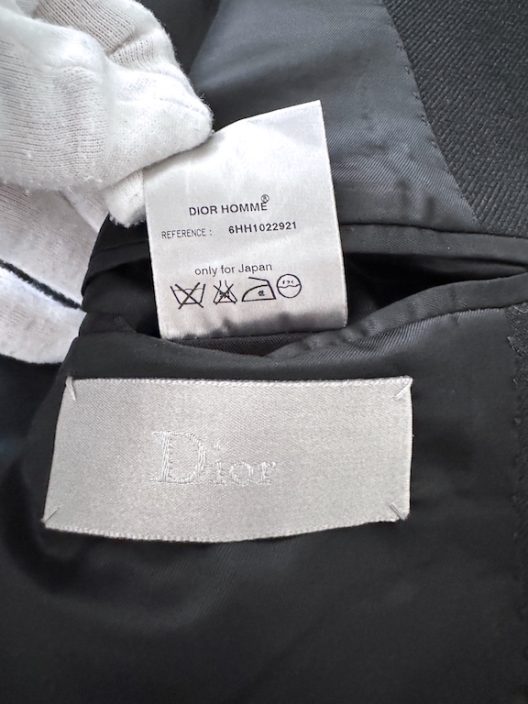 DIOR HOMME®
REFERENCE : 6HH1022921
only for Japan
Dior